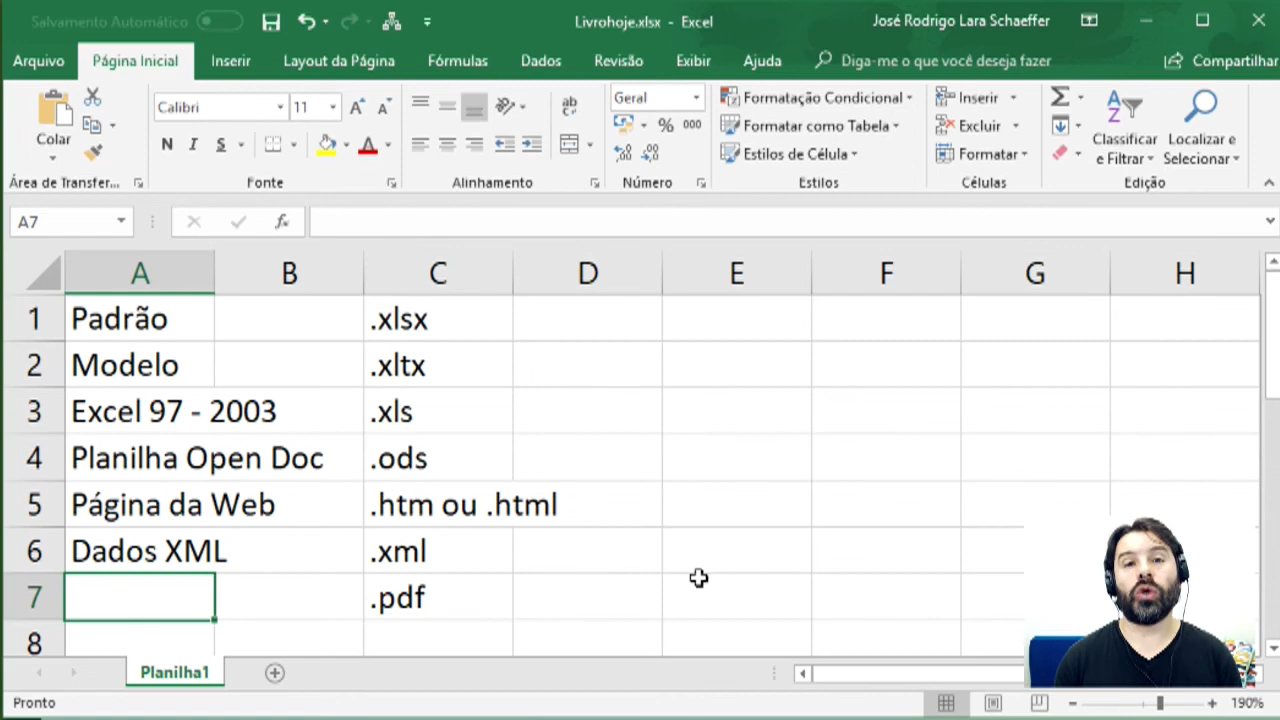 Salvamento Automático
Livrohoje.xlsx - Excel
José Rodrigo Lara Schaeffer
Arquivo
Página Inicial
Inserir
Layout da Página
Fórmulas
Dados
Revisão
Exibir
Ajuda
Diga-me o que você deseja fazer
Compartilhar
Colar
Área de Transfer...
Calibri
11
N I S
Fonte
Alinhamento
Geral
% 000
Número
Formatação Condicional
Formatar como Tabela
Estilos de Célula
Estilos
Inserir
Excluir
Formatar
Células
Classificar
e Filtrar
Localizar e
Selecionar
Edição
A7
fx
A B C D E F G H
1 Padrão .xlsx
2 Modelo .xltx
3 Excel 97 - 2003 .xls
4 Planilha Open Doc .ods
5 Página da Web .htm ou .html
6 Dados XML .xml
7 .pdf
8
Planilha1
Pronto
190%